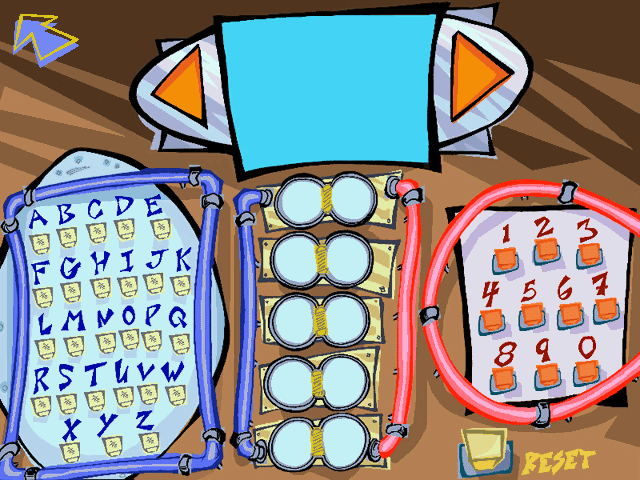 A B C D E
F G H I J K
L M N O P Q
R S T U V W
X Y Z
1 2 3
4 5 6 7
8 9 0
RESET